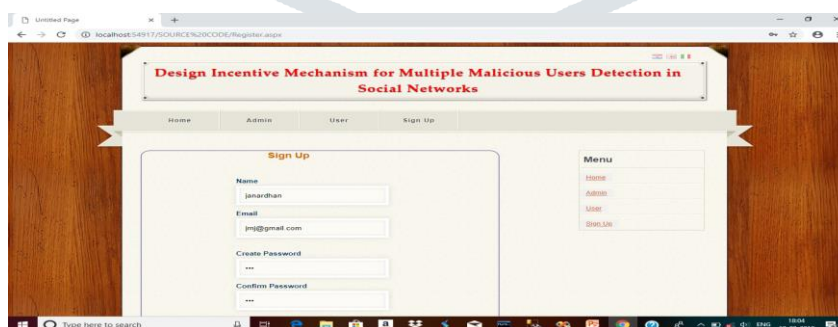 Untitled Page
localhost:54917/SOURCE%20CODE/Register.aspx
Design Incentive Mechanism for Multiple Malicious Users Detection in
Social Networks
Home Admin User Sign Up
Sign Up
Name
janardhan
Email
jmj@gmail.com
Create Password
Confirm Password
Menu
Home
Admin
User
Sign Up
Type here to search
ENG
18:04